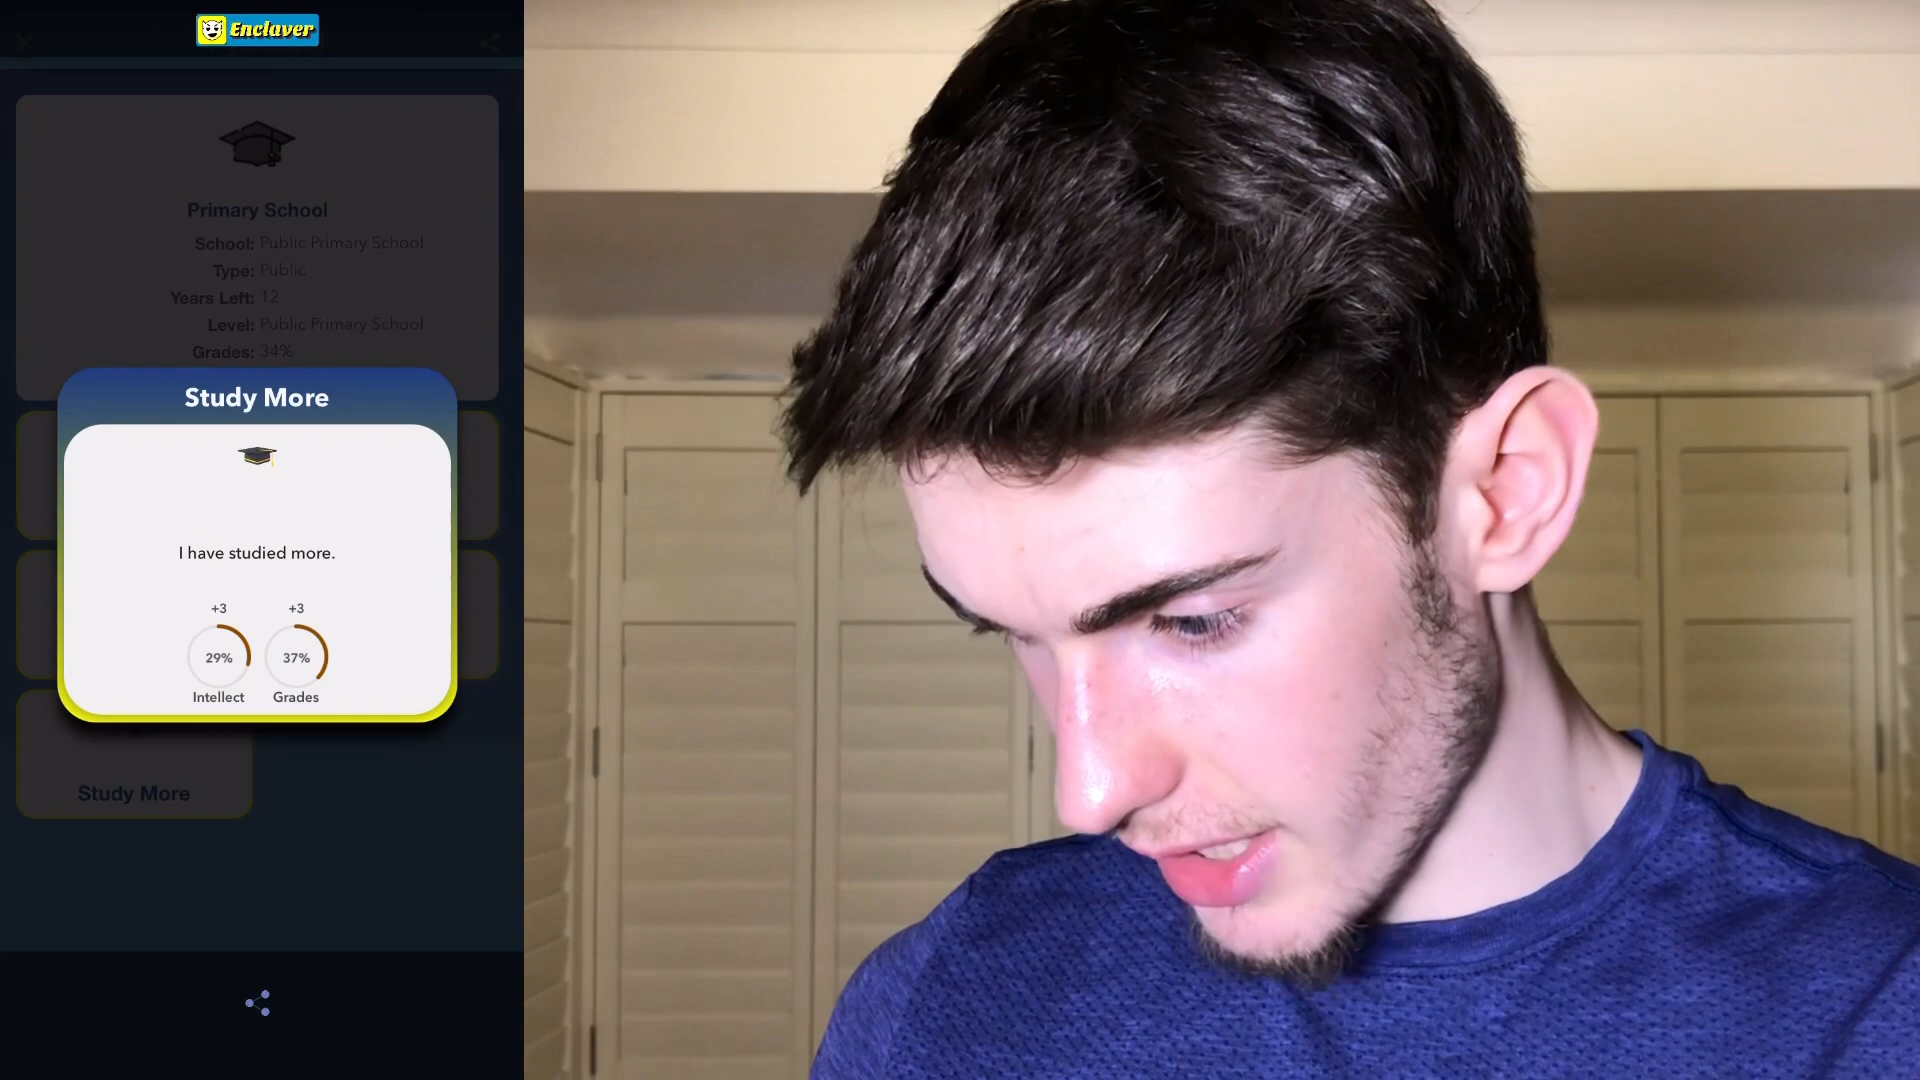 Enclaver
Primary School
School: Public Primary School
Type: Public
Years Left: 12
Level: Public Primary School
Grades: 34%
Study More
I have studied more.
+3 +3
29% 37%
Intellect Grades
Study More